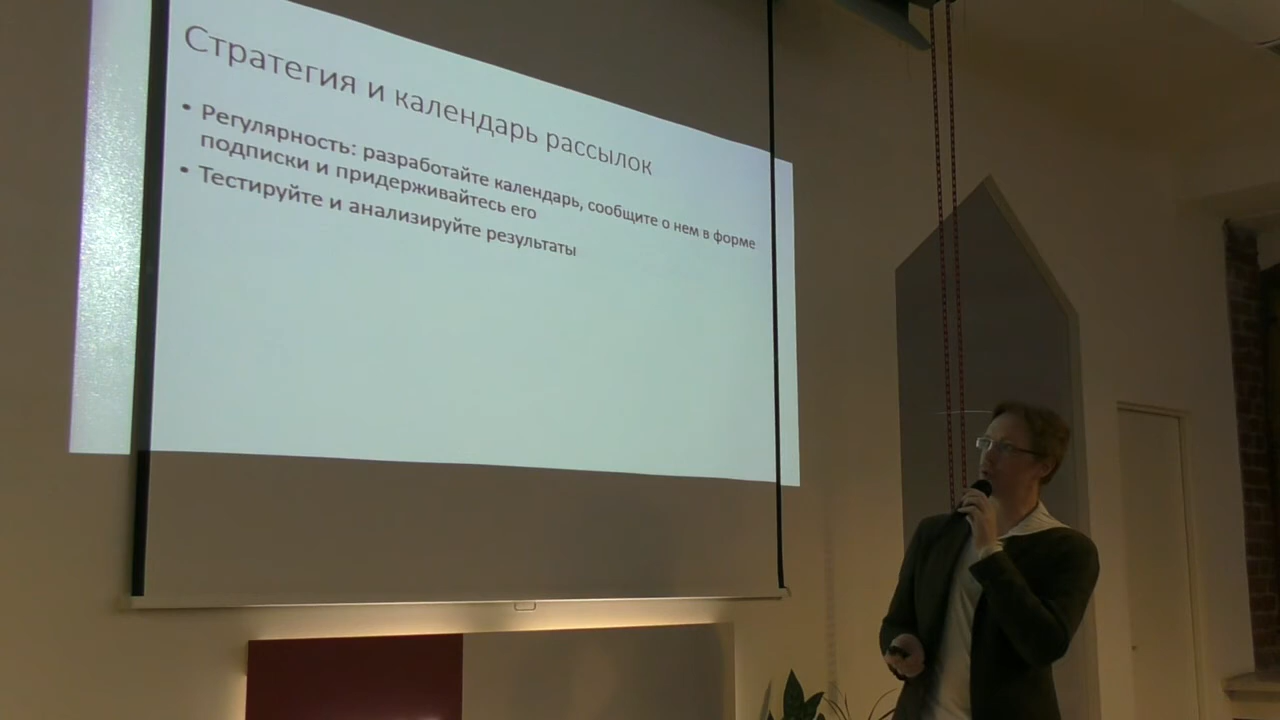 Стратегия и календарь рассылок
• Регулярность: разработайте календарь, сообщите о нем в форме
подписки и придерживайтесь его
• Тестируйте и анализируйте результаты